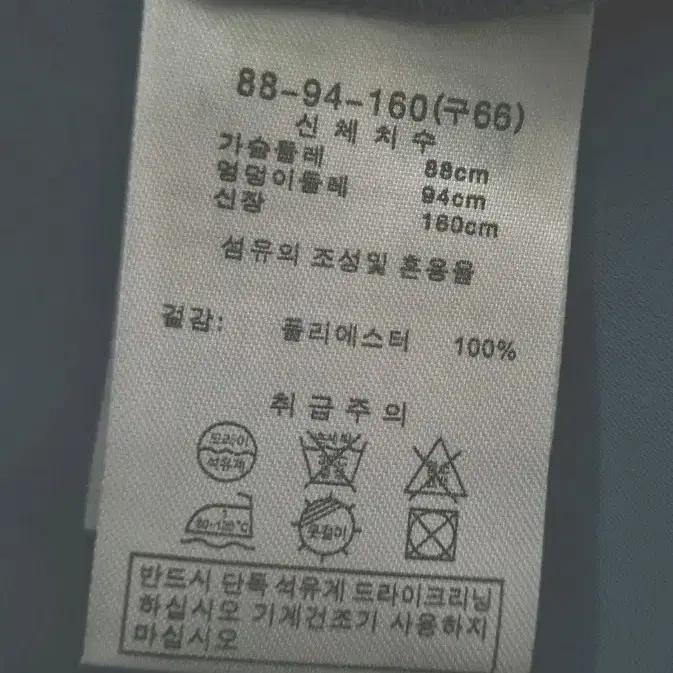 88-94-160(구66)
신 체 치 수
가슴둘레 88cm
엉덩이둘레 94cm
신장 160cm
섬유의 조성및 혼용율
겉감: 폴리에스터 100%
취 급 주 의
드라이
석유계
80~120℃
옷걸이
반드시 단독 석유계 드라이크리닝
하십시오 기계건조기 사용하지
마십시오